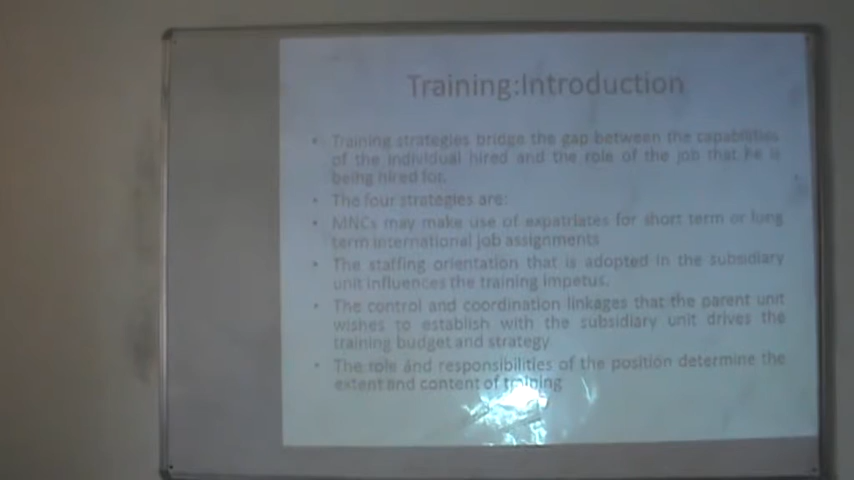 Training:Introduction
• Training strategies bridge the gap between the capabilities
of the individual hired and the role of the job that he is
being hired for.
• The four strategies are:
• MNCs may make use of expatriates for short term or long
term international job assignments
• The staffing orientation that is adopted in the subsidiary
unit influences the training impetus.
• The control and coordination linkages that the parent unit
wishes to establish with the subsidiary unit drives the
training budget and strategy
• The role and responsibilities of the position determine the
extent and content of training